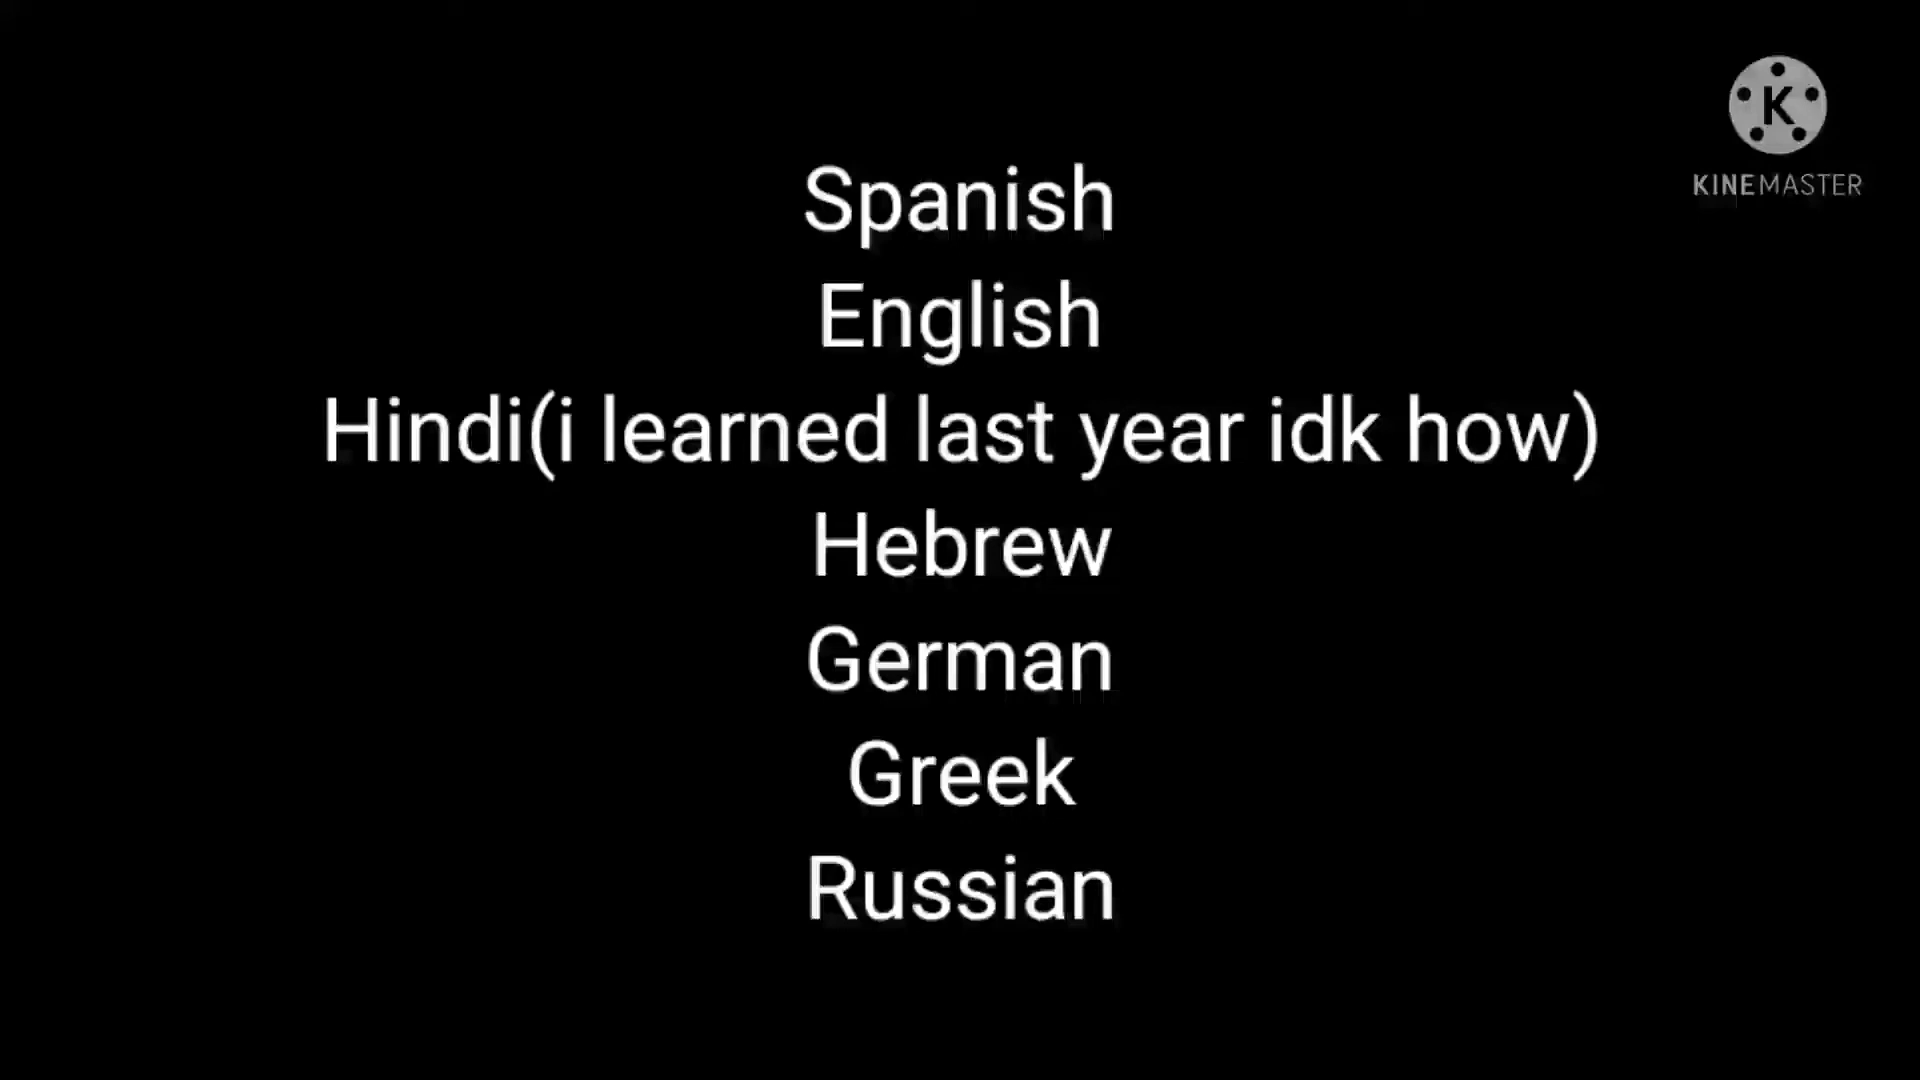 K
KINEMASTER
Spanish
English
Hindi(i learned last year idk how)
Hebrew
German
Greek
Russian